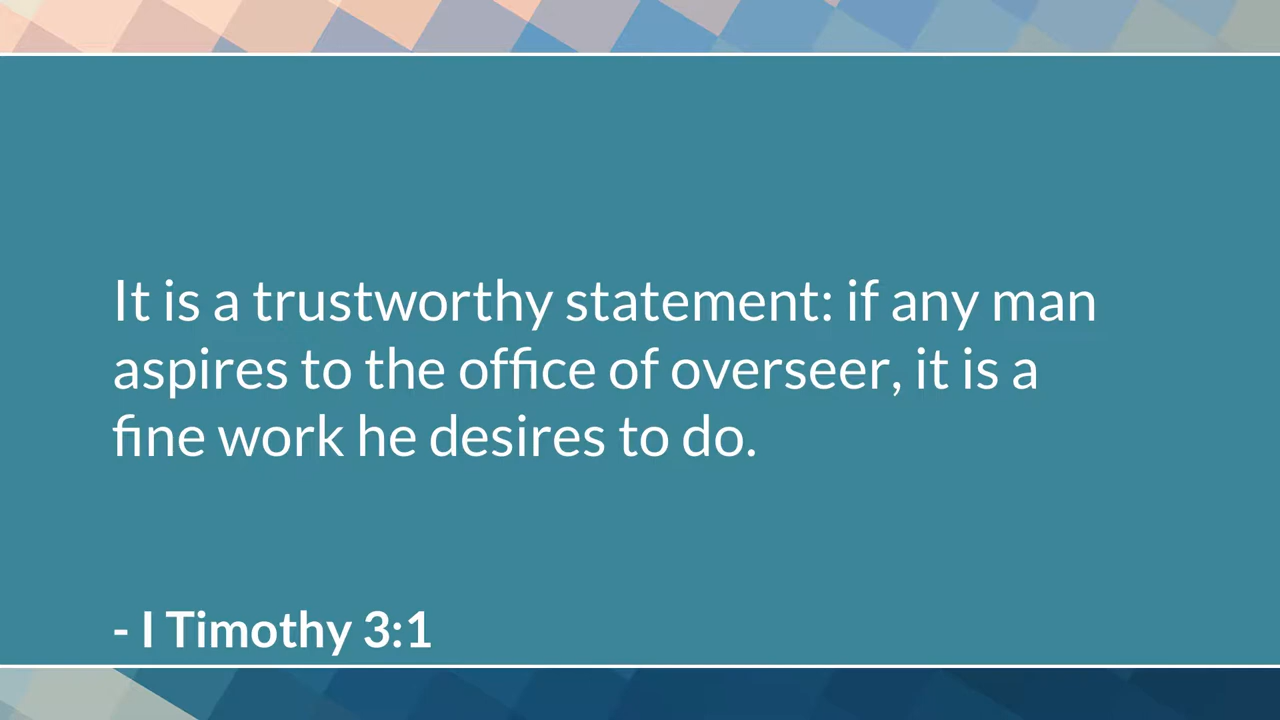 It is a trustworthy statement: if any man
aspires to the office of overseer, it is a
fine work he desires to do.
- I Timothy 3:1